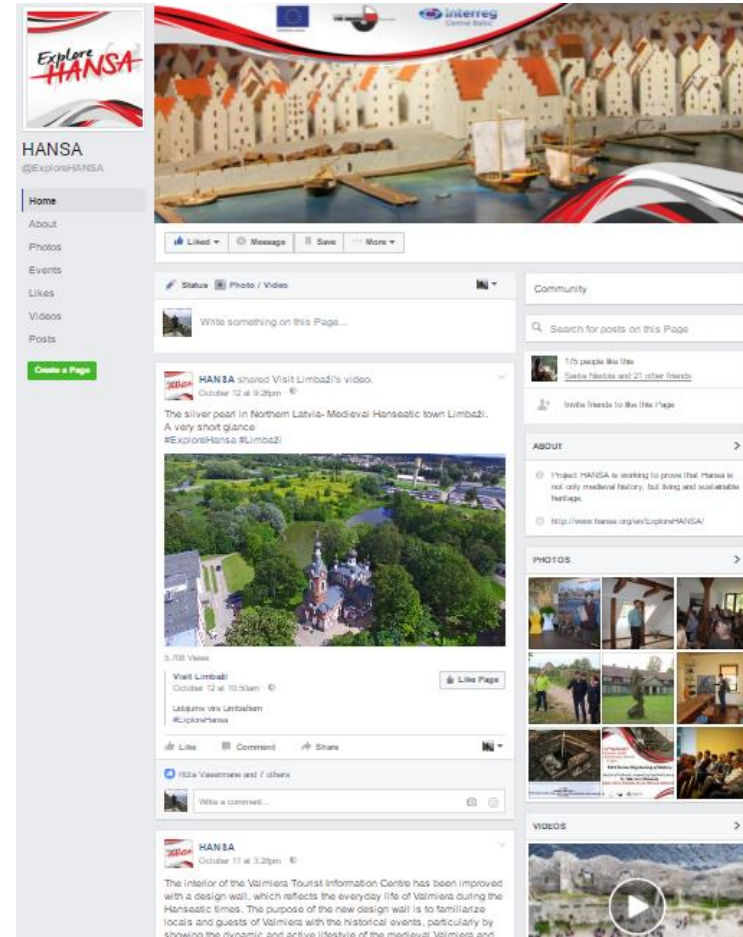 Explore
HANSA
interreg
Central Baltic
HANSA
@ExploreHANSA
Home
About
Photos
Events
Likes
Videos
Posts
Create a Page
Liked
Message
Save
More
Status Photo / Video
Write something on this Page...
HANSA shared Visit Limbaži's video.
October 12 at 9:26pm
The silver pearl in Northern Latvia- Medieval Hanseatic town Limbaži.
A very short glance
#ExploreHansa #Limbaži
5,708 Views
Visit Limbaži
October 12 at 10:50am
Like Page
Lidojums virs Limbažiem
#ExploreHansa
Like Comment Share
Vasermane and 7 others
Write a comment...
HANSA
October 11 at 3:28pm
The interior of the Valmiera Tourist Information Centre has been improved
with a design wall, which reflects the everyday life of Valmiera during the
Hanseatic times. The purpose of the new design wall is to familiarize
locals and guests of Valmiera with the historical events, particularly by
showing the dynamic and active lifestyle of the medieval Valmiera and
Community
Search for posts on this Page
175 people like this
and 21 other friends
Invite friends to like this Page
ABOUT
Project HANSA is working to prove that Hansa is
not only medieval history, but living and sustainable
heritage.
http://www.hansa.org/en/ExploreHANSA/
PHOTOS
VIDEOS